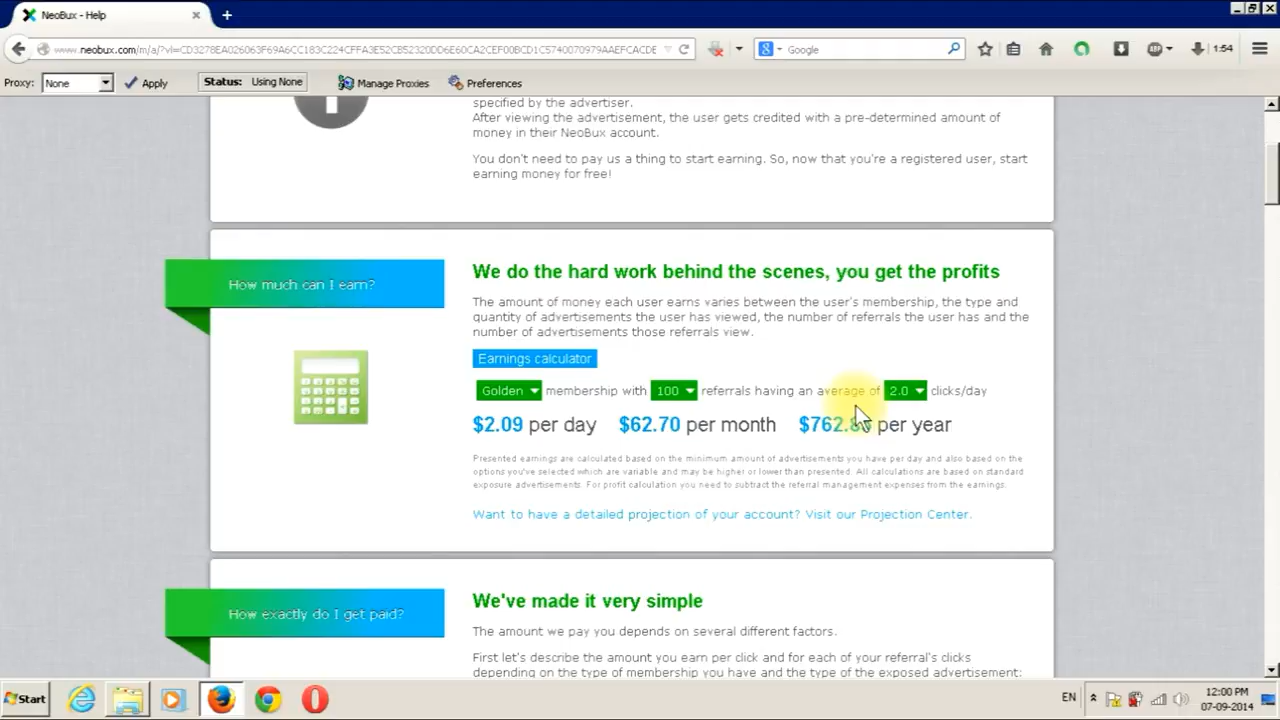 NeoBux - Help
www.neobux.com/m/a/?vl=CD3278EA026063F69A6CC183C224CFFA3E52CB52320DD6E60CA2CEF00BCD1C5740070979AAEFCACDE
Google
1:54
Proxy: None Apply Status: Using None Manage Proxies Preferences
specified by the advertiser.
After viewing the advertisement, the user gets credited with a pre-determined amount of
money in their NeoBux account.
You don't need to pay us a thing to start earning. So, now that you're a registered user, start
earning money for free!
How much can I earn?
We do the hard work behind the scenes, you get the profits
The amount of money each user earns varies between the user's membership, the type and
quantity of advertisements the user has viewed, the number of referrals the user has and the
number of advertisements those referrals view.
Earnings calculator
Golden membership with 100 referrals having an average of 2.0 clicks/day
$2.09 per day $62.70 per month per year
Presented earnings are calculated based on the minimum amount of advertisements you have per day and also based on the
options you've selected which are variable and may be higher or lower than presented. All calculations are based on standard
exposure advertisements. For profit calculation you need to subtract the referral management expenses from the earnings.
Want to have a detailed projection of your account? Visit our Projection Center.
How exactly do I get paid?
We've made it very simple
The amount we pay you depends on several different factors.
First let's describe the amount you earn per click and for each of your referral's clicks
depending on the type of membership you have and the type of the exposed advertisement:
Start
EN
12:00 PM
07-09-2014